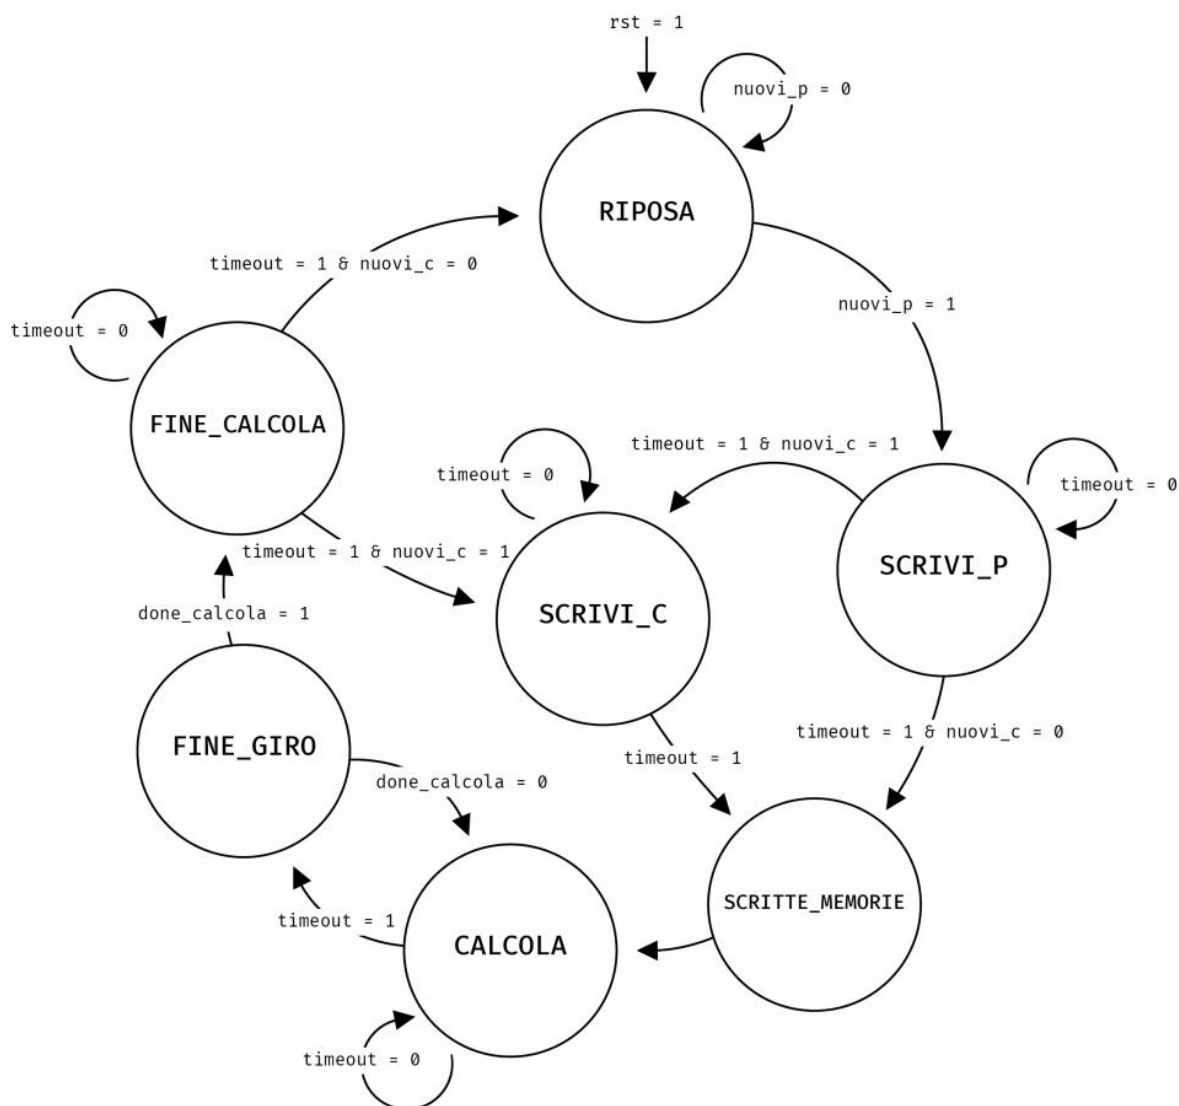 rst = 1
nuovi_p = 0
RIPOSA
timeout = 1 & nuovi_c = 0
nuovi_p = 1
timeout = 0
FINE_CALCOLA
timeout = 1 & nuovi_c = 1
timeout = 0
timeout = 0
timeout = 1 & nuovi_c = 1
SCRIVI_P
done_calcola = 1
SCRIVI_C
timeout = 1 & nuovi_c = 0
FINE_GIRO
timeout = 1
done_calcola = 0
SCRITTE_MEMORIE
timeout = 1
CALCOLA
timeout = 0